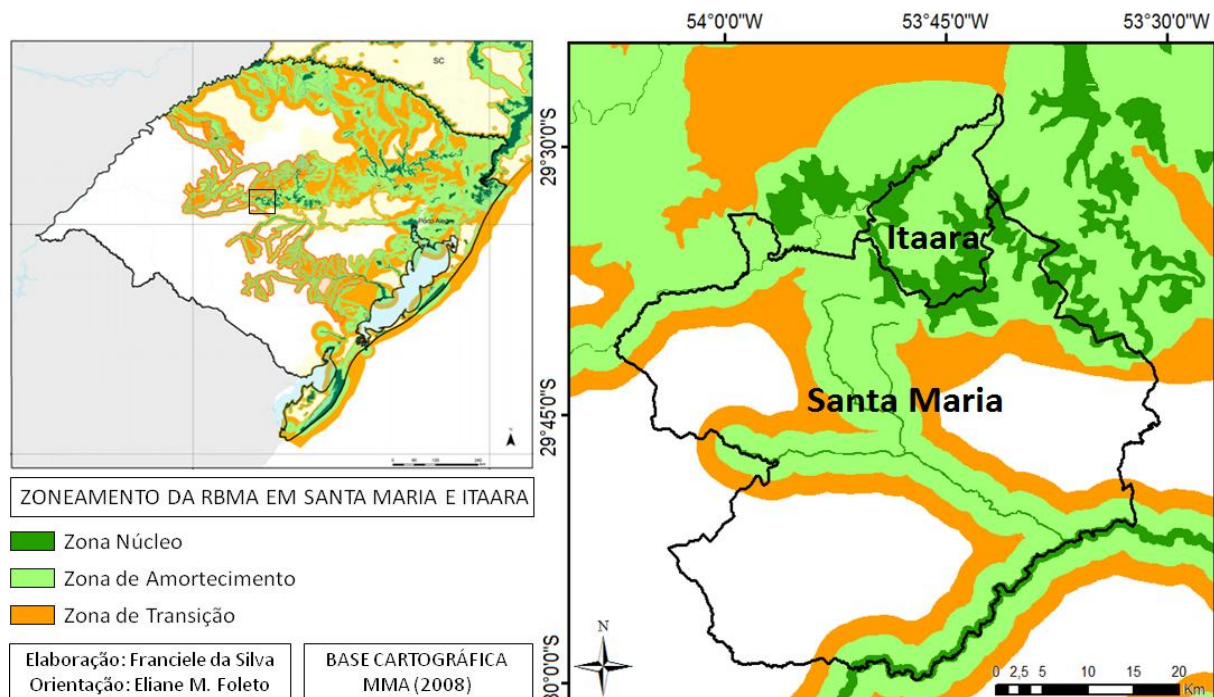 54°0'0"W
53°45'0"W
53°30'0"W
SC
Porto Alegre
29°30'0"S
29°45'0"S
30°0'0"S
Itaara
Santa Maria
N
0 2,5 5 10 15 20
Km
ZONEAMENTO DA RBMA EM SANTA MARIA E ITAARA
Zona Núcleo
Zona de Amortecimento
Zona de Transição
Elaboração: Franciele da Silva
Orientação: Eliane M. Foleto
BASE CARTOGRÁFICA
MMA (2008)